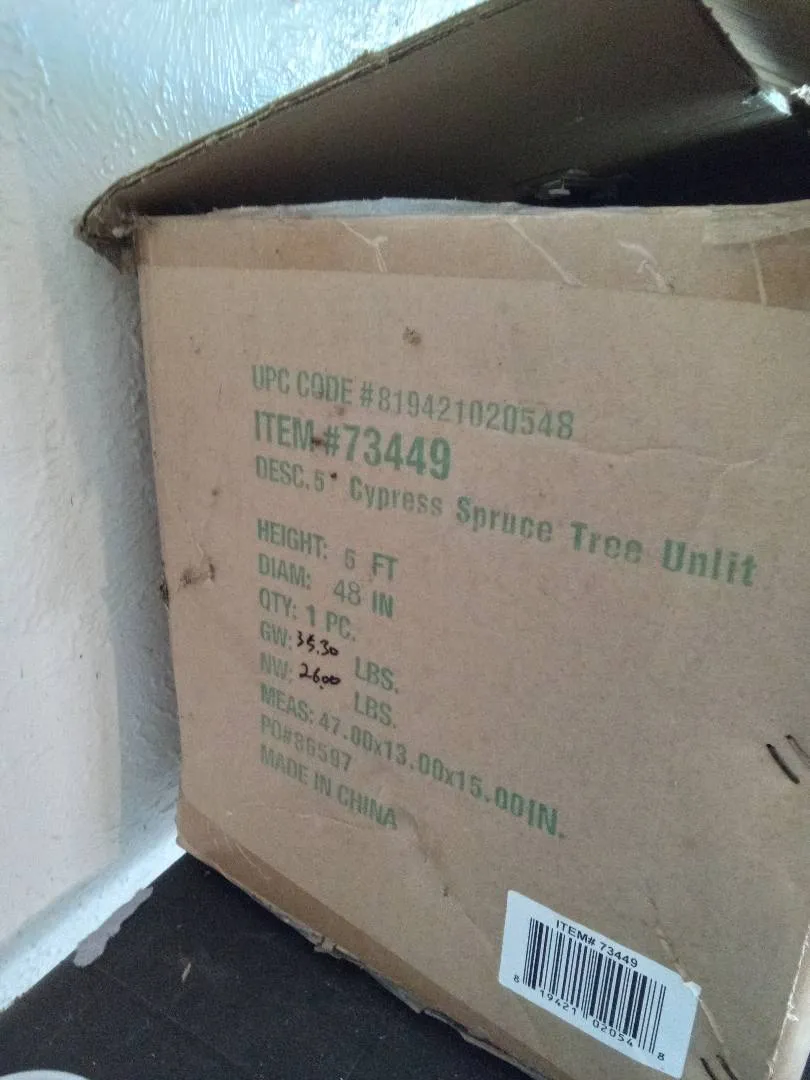 UPC CODE #819421020548
ITEM #73449
DESC. 5' Cypress Spruce Tree Unlit
HEIGHT: 5 FT
DIAM: 48 IN
QTY: 1 PC.
GW: 35.30 LBS.
NW: 26.00 LBS.
MEAS: 47.00x13.00x15.00IN.
PO#86597
MADE IN CHINA
ITEM# 73449
8 19421 02054 8